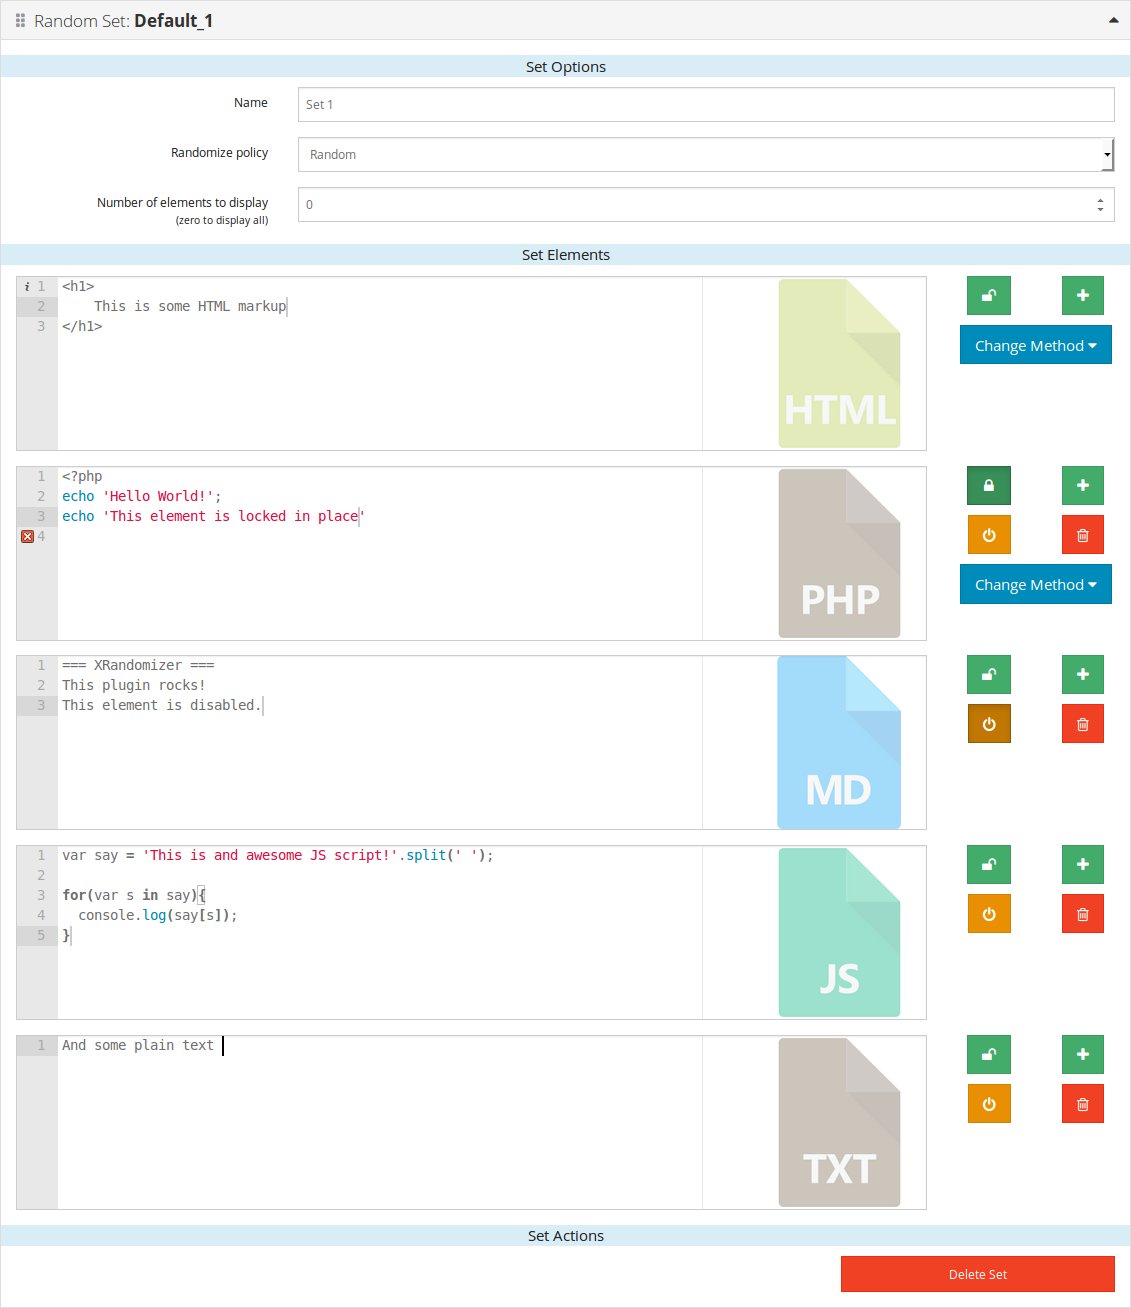 Random Set: Default_1
Set Options
Name
Set 1
Randomize policy
Random
Number of elements to display
(zero to display all)
0
Set Elements
i 1 <h1>
2     This is some HTML markup
3 </h1>
HTML
Change Method
1 <?php
2 echo 'Hello World!';
3 echo 'This element is locked in place'
4
PHP
Change Method
1 === XRandomizer ===
2 This plugin rocks!
3 This element is disabled.
MD
1 var say = 'This is and awesome JS script!'.split(' ');
2
3 for(var s in say){
4   console.log(say[s]);
5 }
JS
1 And some plain text
TXT
Set Actions
Delete Set